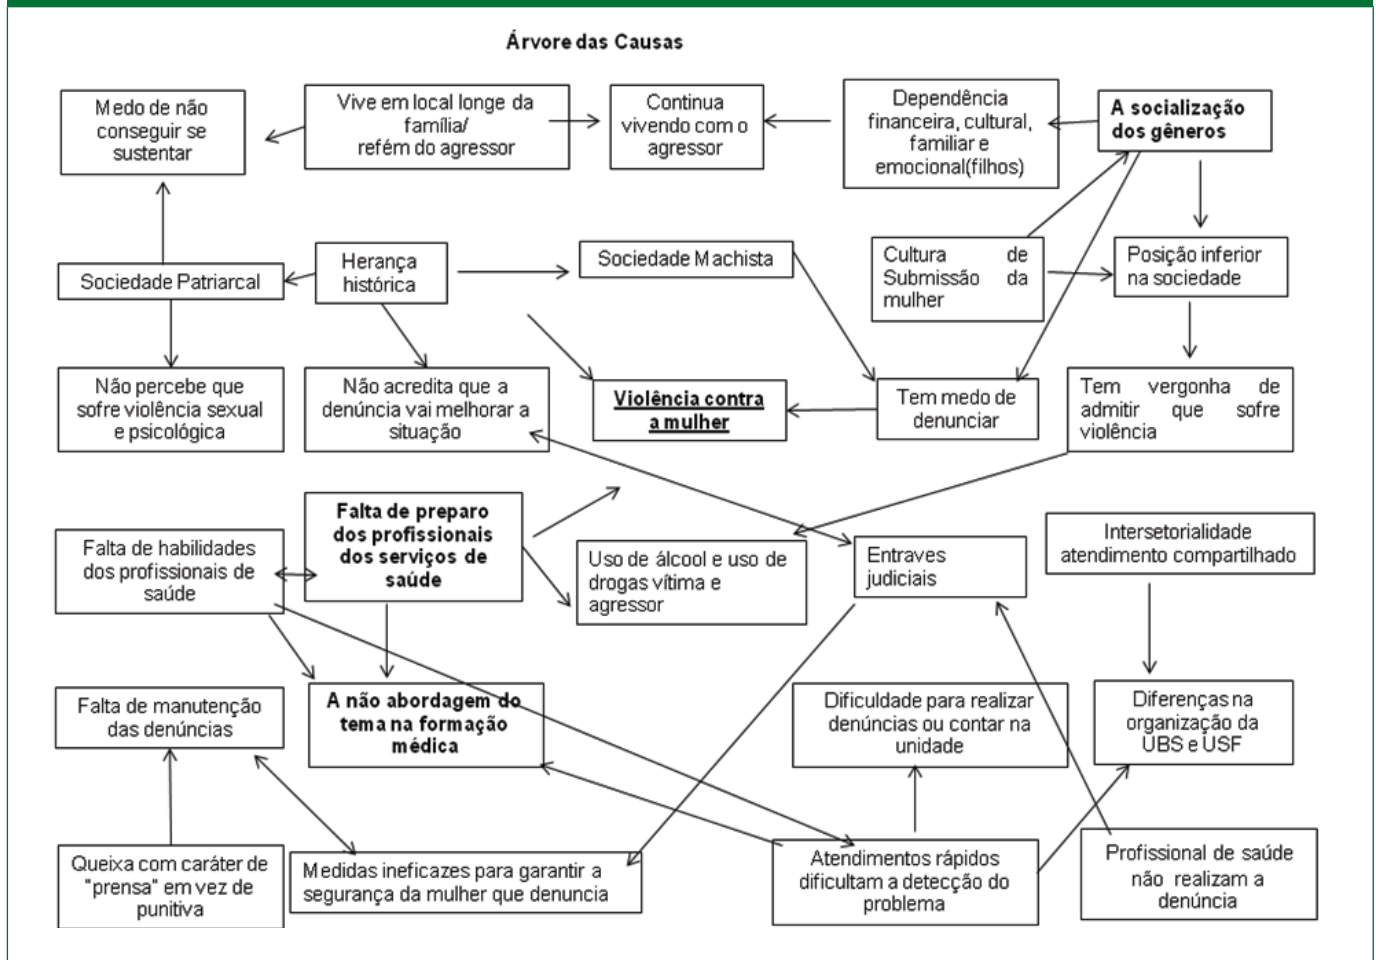 Árvore das Causas
Medo de não
conseguir se
sustentar
Vive em local longe da
família/
refém do agressor
Continua
vivendo com o
agressor
Dependência
financeira, cultural,
familiar e
emocional(filhos)
A socialização
dos gêneros
Sociedade Patriarcal
Herança
histórica
Sociedade Machista
Cultura de
Submissão da
mulher
Posição inferior
na sociedade
Não percebe que
sofre violência sexual
e psicológica
Não acredita que a
denúncia vai melhorar a
situação
Violência contra
a mulher
Tem medo de
denunciar
Tem vergonha de
admitir que sofre
violência
Falta de habilidades
dos profissionais de
saúde
Falta de preparo
dos profissionais
dos serviços de
saúde
Uso de álcool e uso de
drogas vítima e
agressor
Entraves
judiciais
Intersetorialidade
atendimento compartilhado
Falta de manutenção
das denúncias
A não abordagem do
tema na formação
médica
Dificuldade para realizar
denúncias ou contar na
unidade
Diferenças na
organização da
UBS e USF
Queixa com caráter de
"prensa" em vez de
punitiva
Medidas ineficazes para garantir a
segurança da mulher que denuncia
Atendimentos rápidos
dificultam a detecção do
problema
Profissional de saúde
não realizam a
denúncia